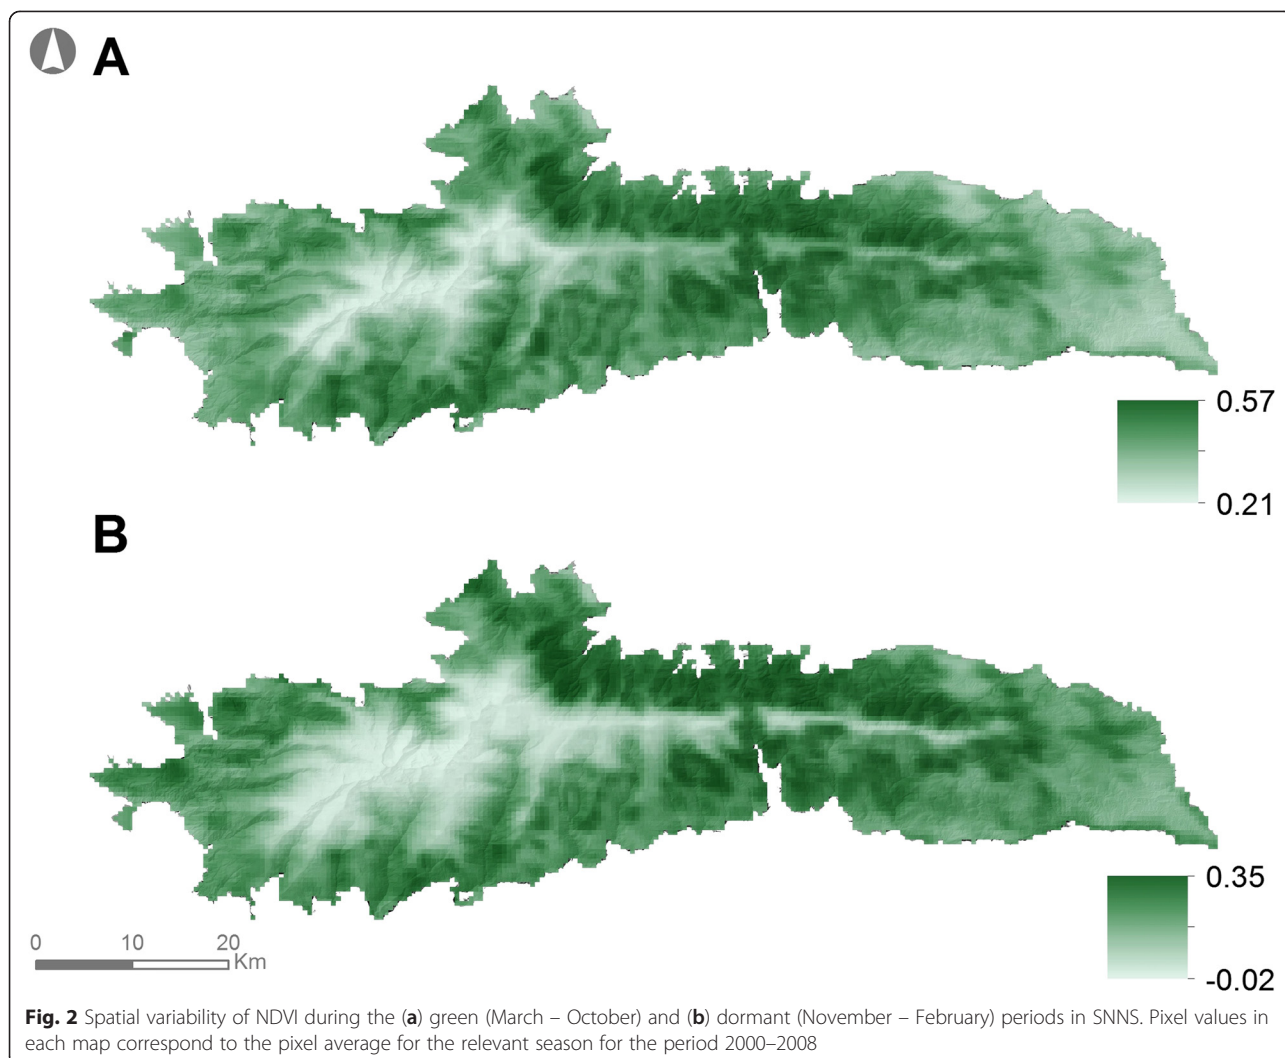 A
0.57
0.21
B
0.35
-0.02
0 10 20
Km
Fig. 2 Spatial variability of NDVI during the (a) green (March – October) and (b) dormant (November – February) periods in SNNS. Pixel values in
each map correspond to the pixel average for the relevant season for the period 2000–2008